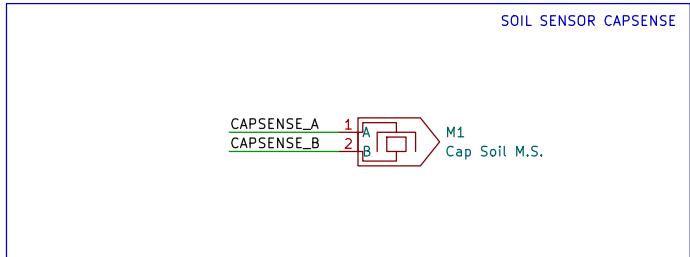 SOIL SENSOR CAPSENSE
CAPSENSE_A 1 A M1
CAPSENSE_B 2 B Cap Soil M.S.